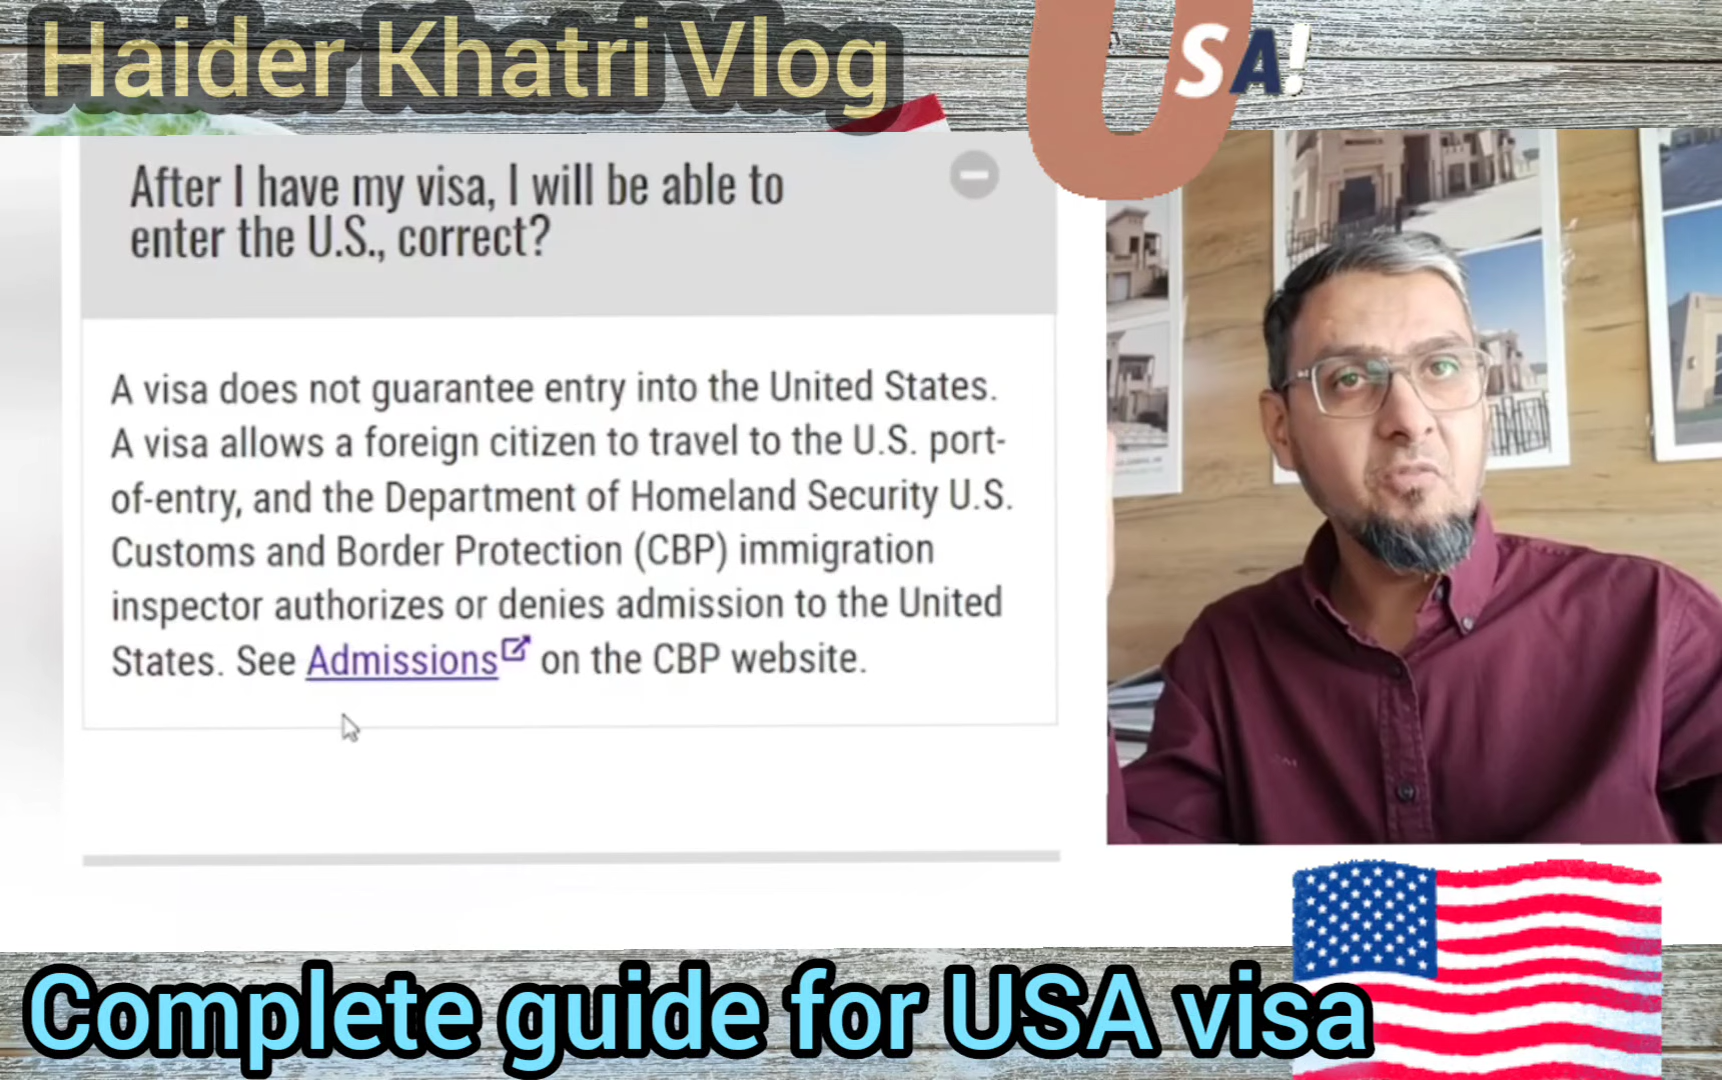 Haider Khatri Vlog
USA!
After I have my visa, I will be able to
enter the U.S., correct?
A visa does not guarantee entry into the United States.
A visa allows a foreign citizen to travel to the U.S. port-
of-entry, and the Department of Homeland Security U.S.
Customs and Border Protection (CBP) immigration
inspector authorizes or denies admission to the United
States. See Admissions on the CBP website.
Complete guide for USA visa